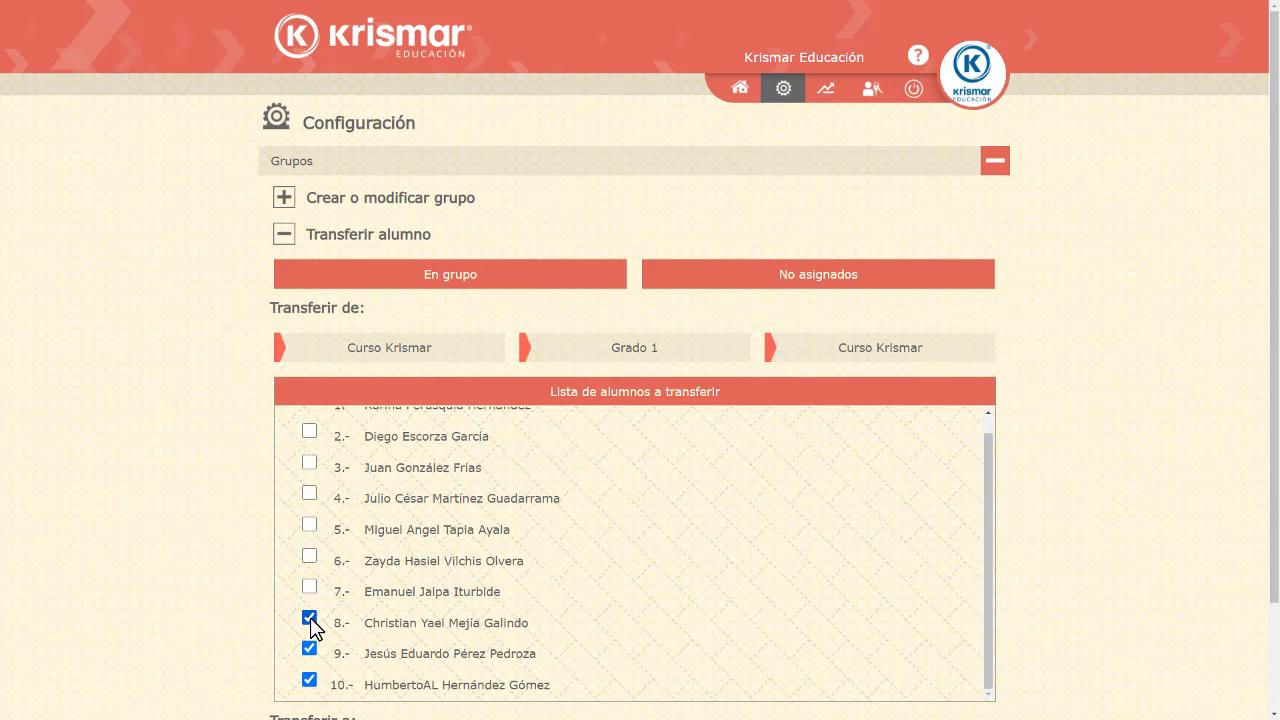 Krismar
EDUCACIÓN
Krismar Educación
?
Krismar
EDUCACIÓN
Configuración
Grupos
Crear o modificar grupo
Transferir alumno
En grupo No asignados
Transferir de:
Curso Krismar Grado 1 Curso Krismar
Lista de alumnos a transferir
1.- Karina Perusquía Hernández
2.- Diego Escorza García
3.- Juan González Frías
4.- Julio César Martínez Guadarrama
5.- Miguel Angel Tapia Ayala
6.- Zayda Hasiel Vilchis Olvera
7.- Emanuel Jalpa Iturbide
8.- Christian Yael Mejía Galindo
9.- Jesús Eduardo Pérez Pedroza
10.- HumbertoAL Hernández Gómez
Transferir a: